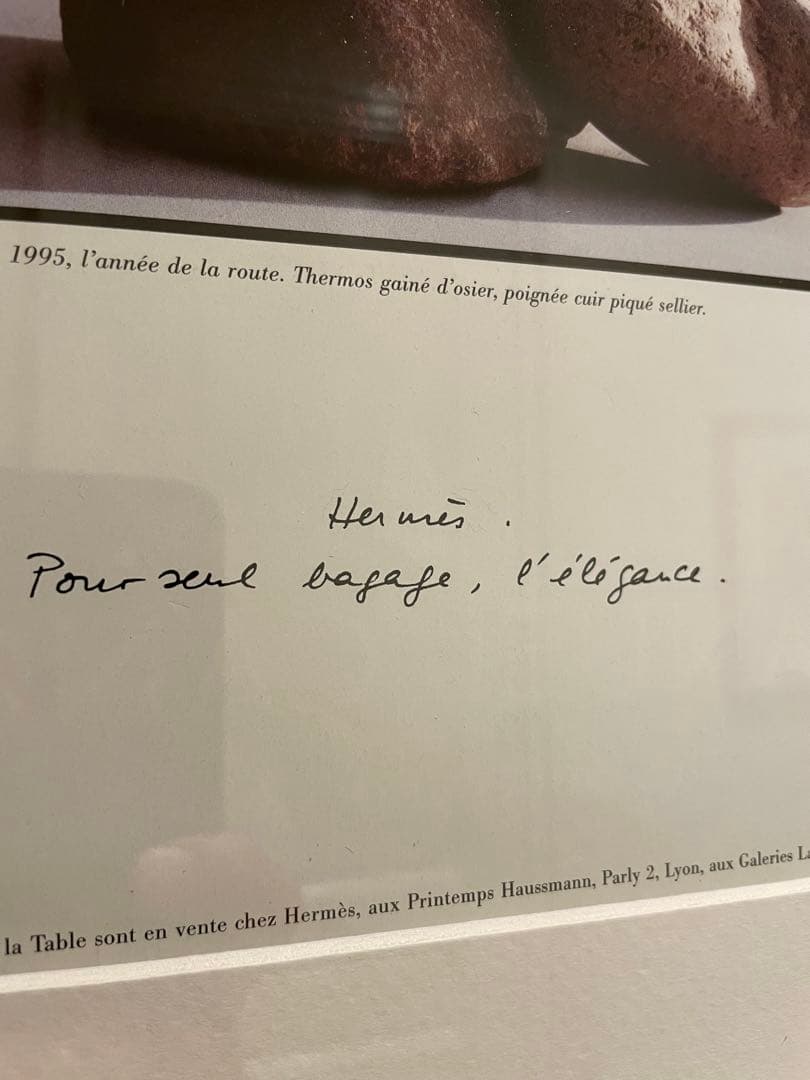 1995, l'année de la route. Thermos gainé d'osier, poignée cuir piqué sellier.
Hermès.
Pour seul bagage, l'élégance.
la Table sont en vente chez Hermès, aux Printemps Haussmann, Parly 2, Lyon, aux Galeries